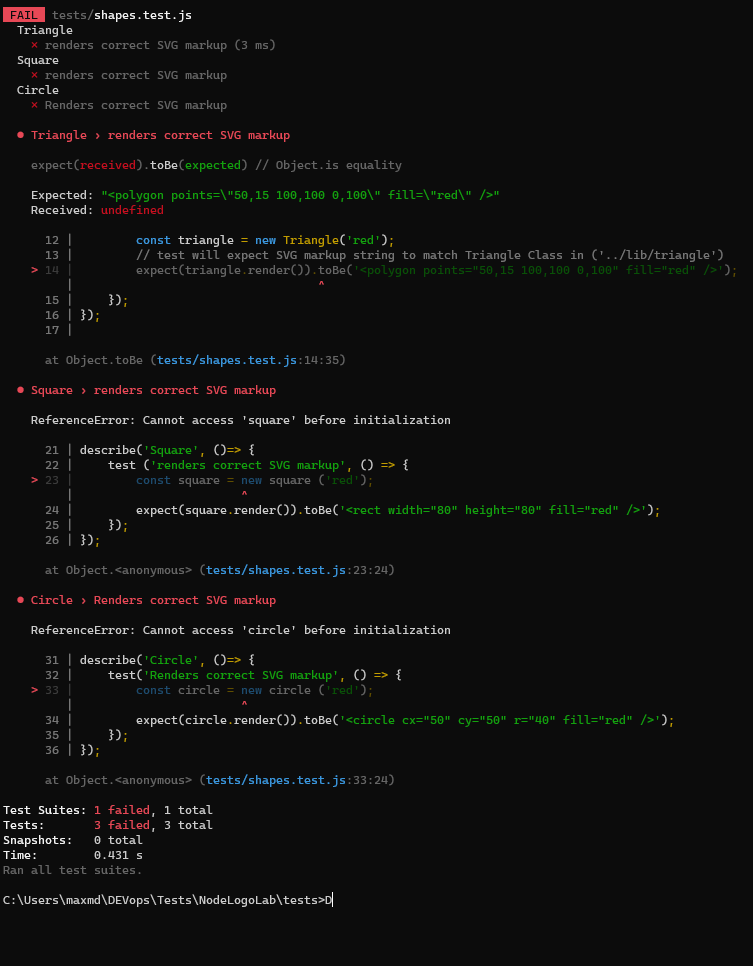 FAIL tests/shapes.test.js
Triangle
× renders correct SVG markup (3 ms)
Square
× renders correct SVG markup
Circle
× Renders correct SVG markup
● Triangle › renders correct SVG markup
expect(received).toBe(expected) // Object.is equality
Expected: "<polygon points=\"50,15 100,100 0,100\" fill=\"red\" />"
Received: undefined
12 |         const triangle = new Triangle('red');
13 |         // test will expect SVG markup string to match Triangle Class in ('../lib/triangle')
> 14 |         expect(triangle.render()).toBe('<polygon points="50,15 100,100 0,100" fill="red" />');
|                                   ^
15 |     });
16 | });
17 |
at Object.toBe (tests/shapes.test.js:14:35)
● Square › renders correct SVG markup
ReferenceError: Cannot access 'square' before initialization
21 | describe('Square', ()=> {
22 |     test ('renders correct SVG markup', () => {
> 23 |         const square = new square ('red');
|                        ^
24 |         expect(square.render()).toBe('<rect width="80" height="80" fill="red" />');
25 |     });
26 | });
at Object.<anonymous> (tests/shapes.test.js:23:24)
● Circle › Renders correct SVG markup
ReferenceError: Cannot access 'circle' before initialization
31 | describe('Circle', ()=> {
32 |     test('Renders correct SVG markup', () => {
> 33 |         const circle = new circle ('red');
|                        ^
34 |         expect(circle.render()).toBe('<circle cx="50" cy="50" r="40" fill="red" />');
35 |     });
36 | });
at Object.<anonymous> (tests/shapes.test.js:33:24)
Test Suites: 1 failed, 1 total
Tests:       3 failed, 3 total
Snapshots:   0 total
Time:        0.431 s
Ran all test suites.
C:\Users\maxmd\DEVops\Tests\NodeLogoLab\tests>D